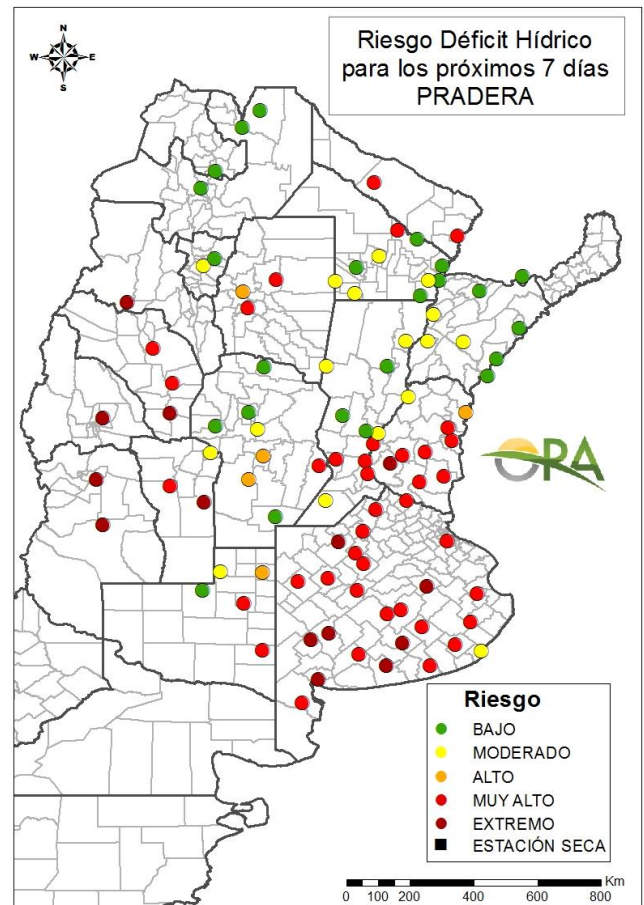 N
W
E
S
Riesgo Déficit Hídrico
para los próximos 7 días
PRADERA
OPA
Riesgo
BAJO
MODERADO
ALTO
MUY ALTO
EXTREMO
ESTACIÓN SECA
Km
0 100 200 400 600 800